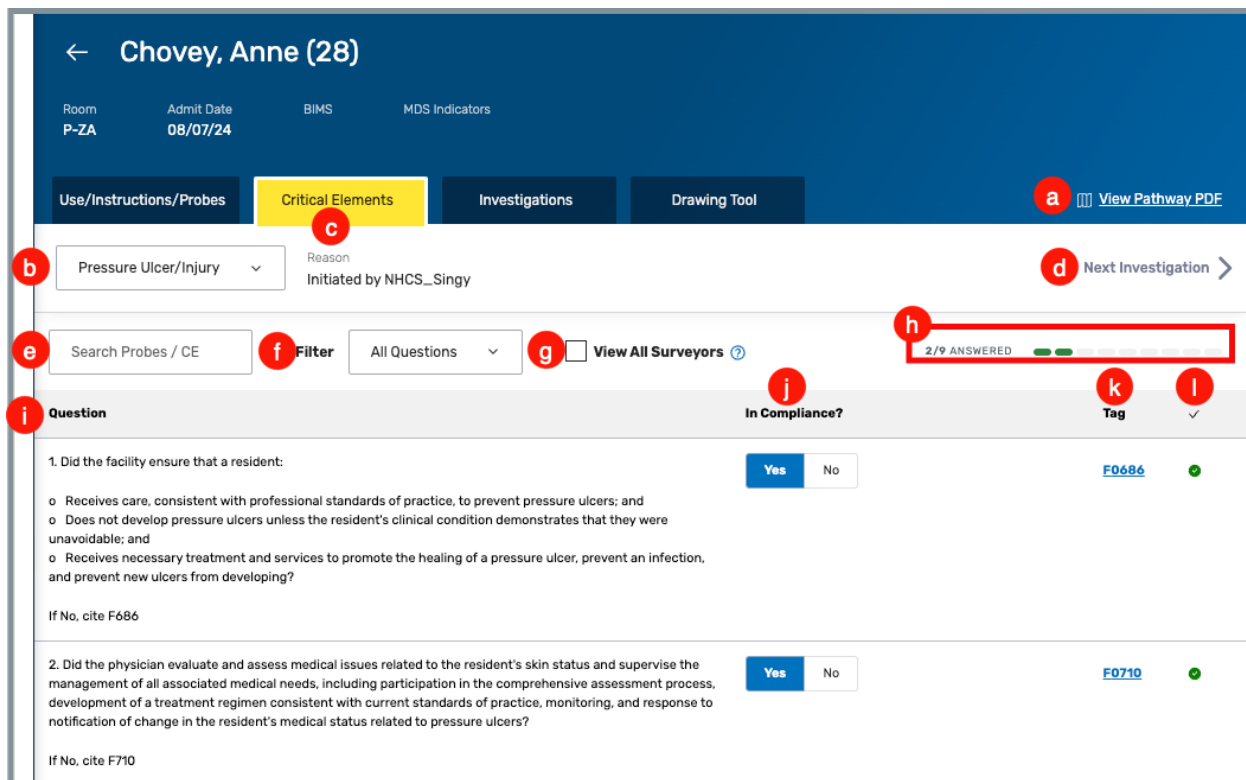 ← Chovey, Anne (28)
Room Admit Date BIMS MDS Indicators
P-ZA 08/07/24
Use/Instructions/Probes Critical Elements Investigations Drawing Tool a View Pathway PDF
c
b Pressure Ulcer/Injury Reason
Initiated by NHCS_Singy
d Next Investigation
h
e Search Probes / CE f Filter All Questions g View All Surveyors ? 2/9 ANSWERED
j k l
i Question In Compliance? Tag ✓
1. Did the facility ensure that a resident: Yes No F0686
o Receives care, consistent with professional standards of practice, to prevent pressure ulcers; and
o Does not develop pressure ulcers unless the resident's clinical condition demonstrates that they were
unavoidable; and
o Receives necessary treatment and services to promote the healing of a pressure ulcer, prevent an infection,
and prevent new ulcers from developing?
If No, cite F686
2. Did the physician evaluate and assess medical issues related to the resident's skin status and supervise the Yes No F0710
management of all associated medical needs, including participation in the comprehensive assessment process,
development of a treatment regimen consistent with current standards of practice, monitoring, and response to
notification of change in the resident's medical status related to pressure ulcers?
If No, cite F710